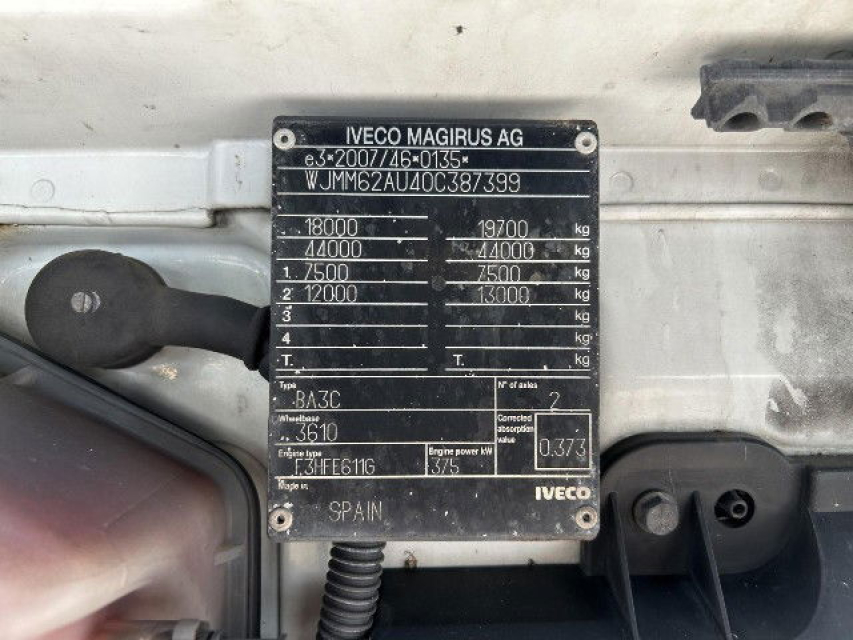 IVECO MAGIRUS AG
e3*2007/46*0135*
WJMM62AU40C387399
18000 19700 kg
44000 44000 kg
1. 7500 7500 kg
2 12000 13000 kg
3 kg
4 kg
T. T. kg
Type BA3C N° of axles 2
Wheelbase 3610 Corrected absorption value 0.373
Engine type F3HFE611G Engine power kW 375
Made in: SPAIN IVECO